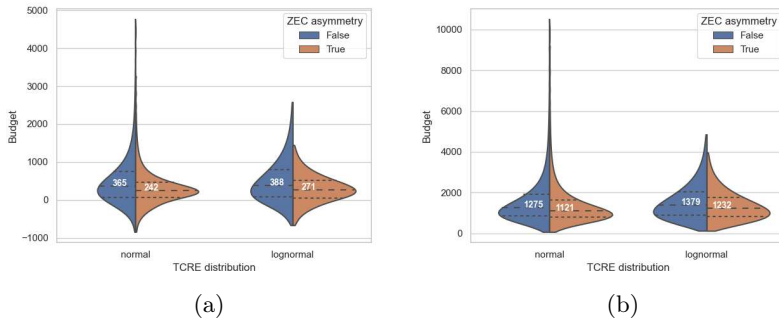 5000
4000
3000
2000
1000
0
−1000
Budget
ZEC asymmetry
False
True
365
242
388
271
normal
lognormal
TCRE distribution
(a)
10000
8000
6000
4000
2000
0
Budget
ZEC asymmetry
False
True
1275
1121
1379
1232
normal
lognormal
TCRE distribution
(b)